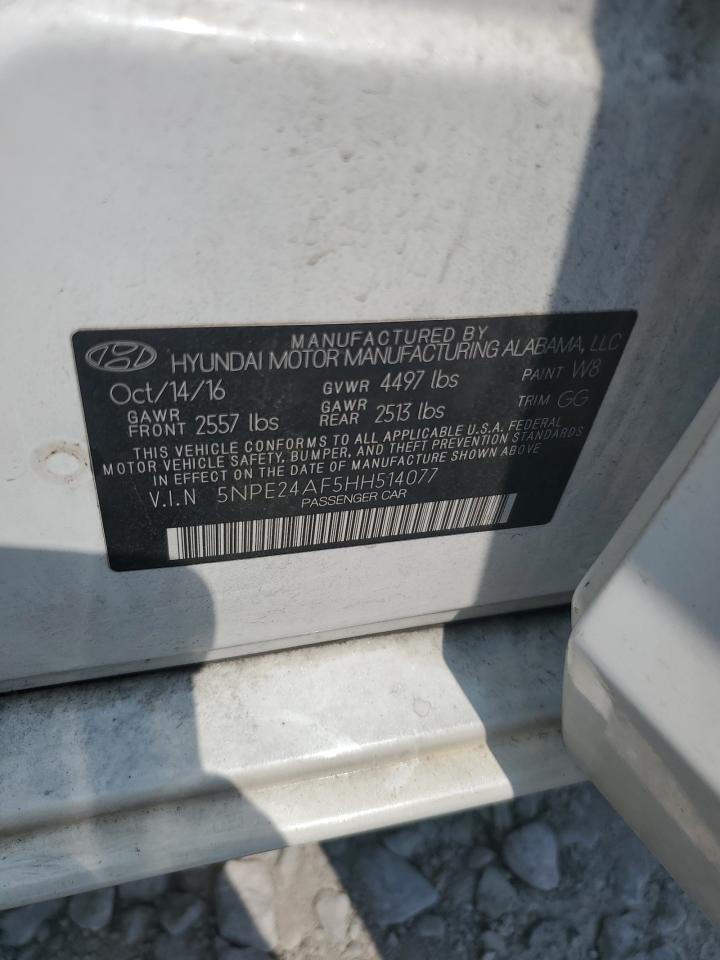 MANUFACTURED BY
HYUNDAI MOTOR MANUFACTURING ALABAMA, LLC
Oct/14/16 GVWR 4497 lbs PAINT W8
GAWR FRONT 2557 lbs GAWR REAR 2513 lbs TRIM GG
THIS VEHICLE CONFORMS TO ALL APPLICABLE U.S.A. FEDERAL
MOTOR VEHICLE SAFETY, BUMPER, AND THEFT PREVENTION STANDARDS
IN EFFECT ON THE DATE OF MANUFACTURE SHOWN ABOVE.
V.I.N 5NPE24AF5HH514077
PASSENGER CAR